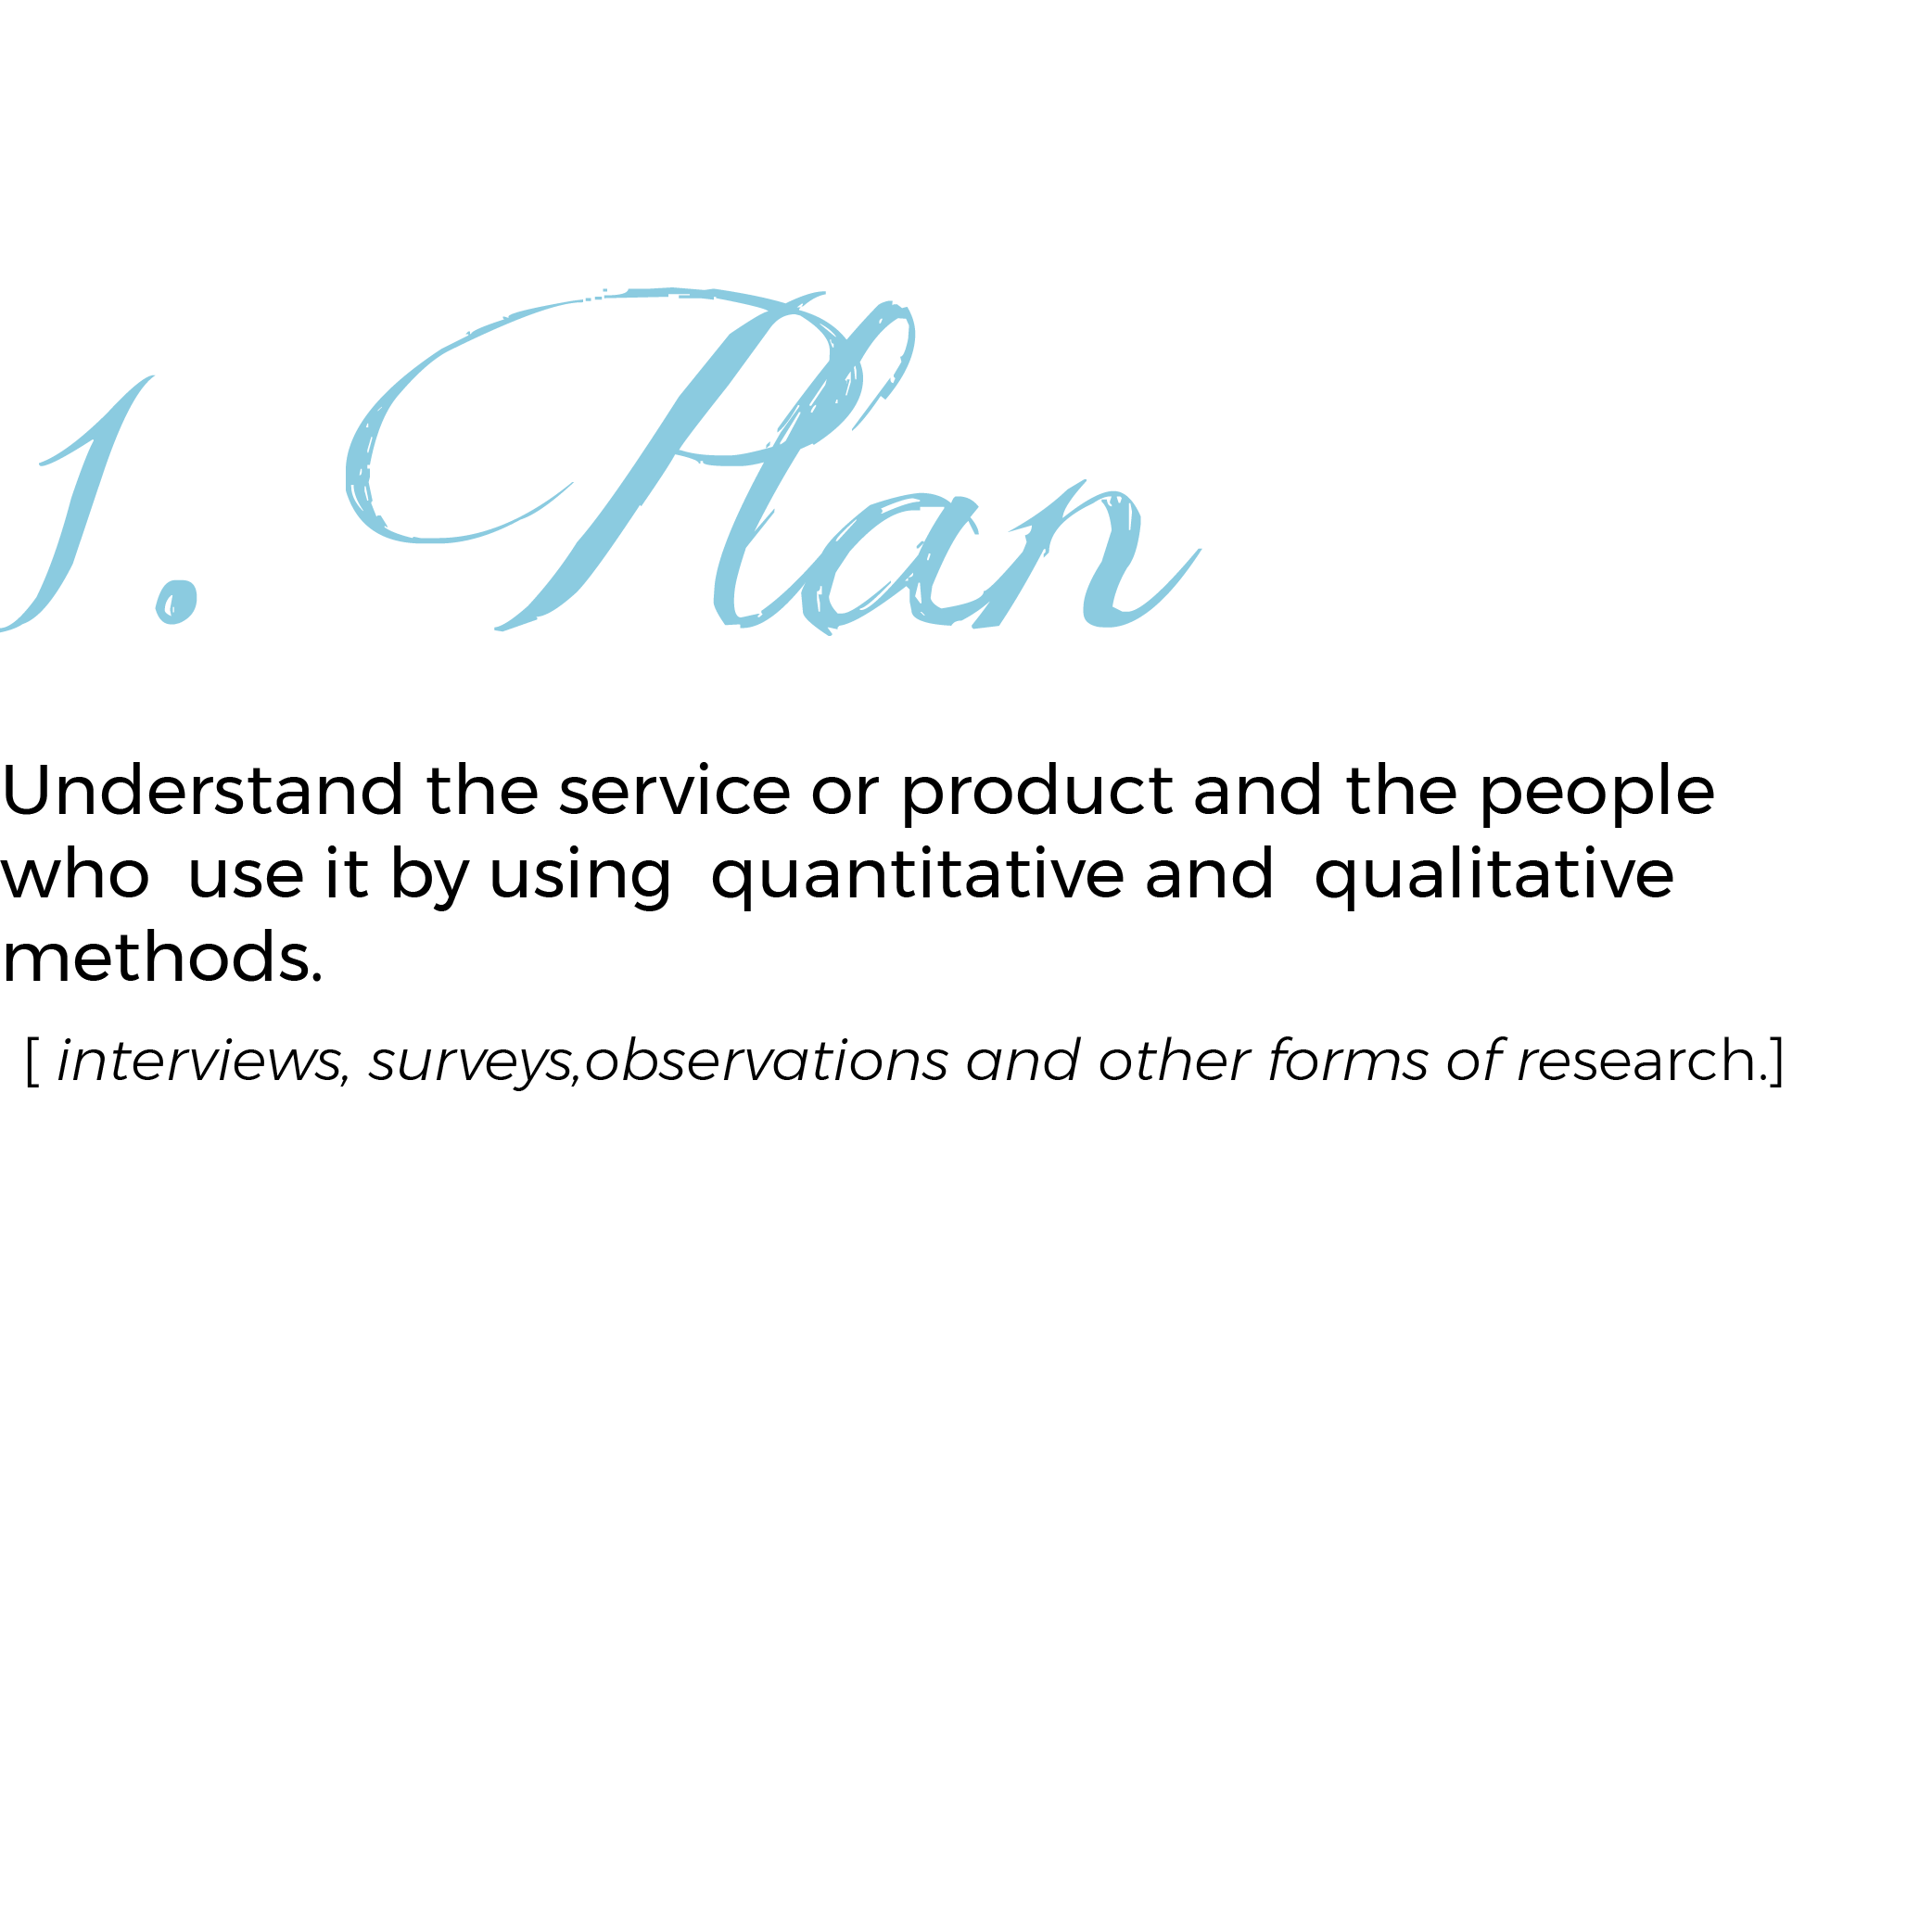 1. Plan
Understand the service or product and the people
who use it by using quantitative and qualitative
methods.
[ interviews, surveys,observations and other forms of research.]